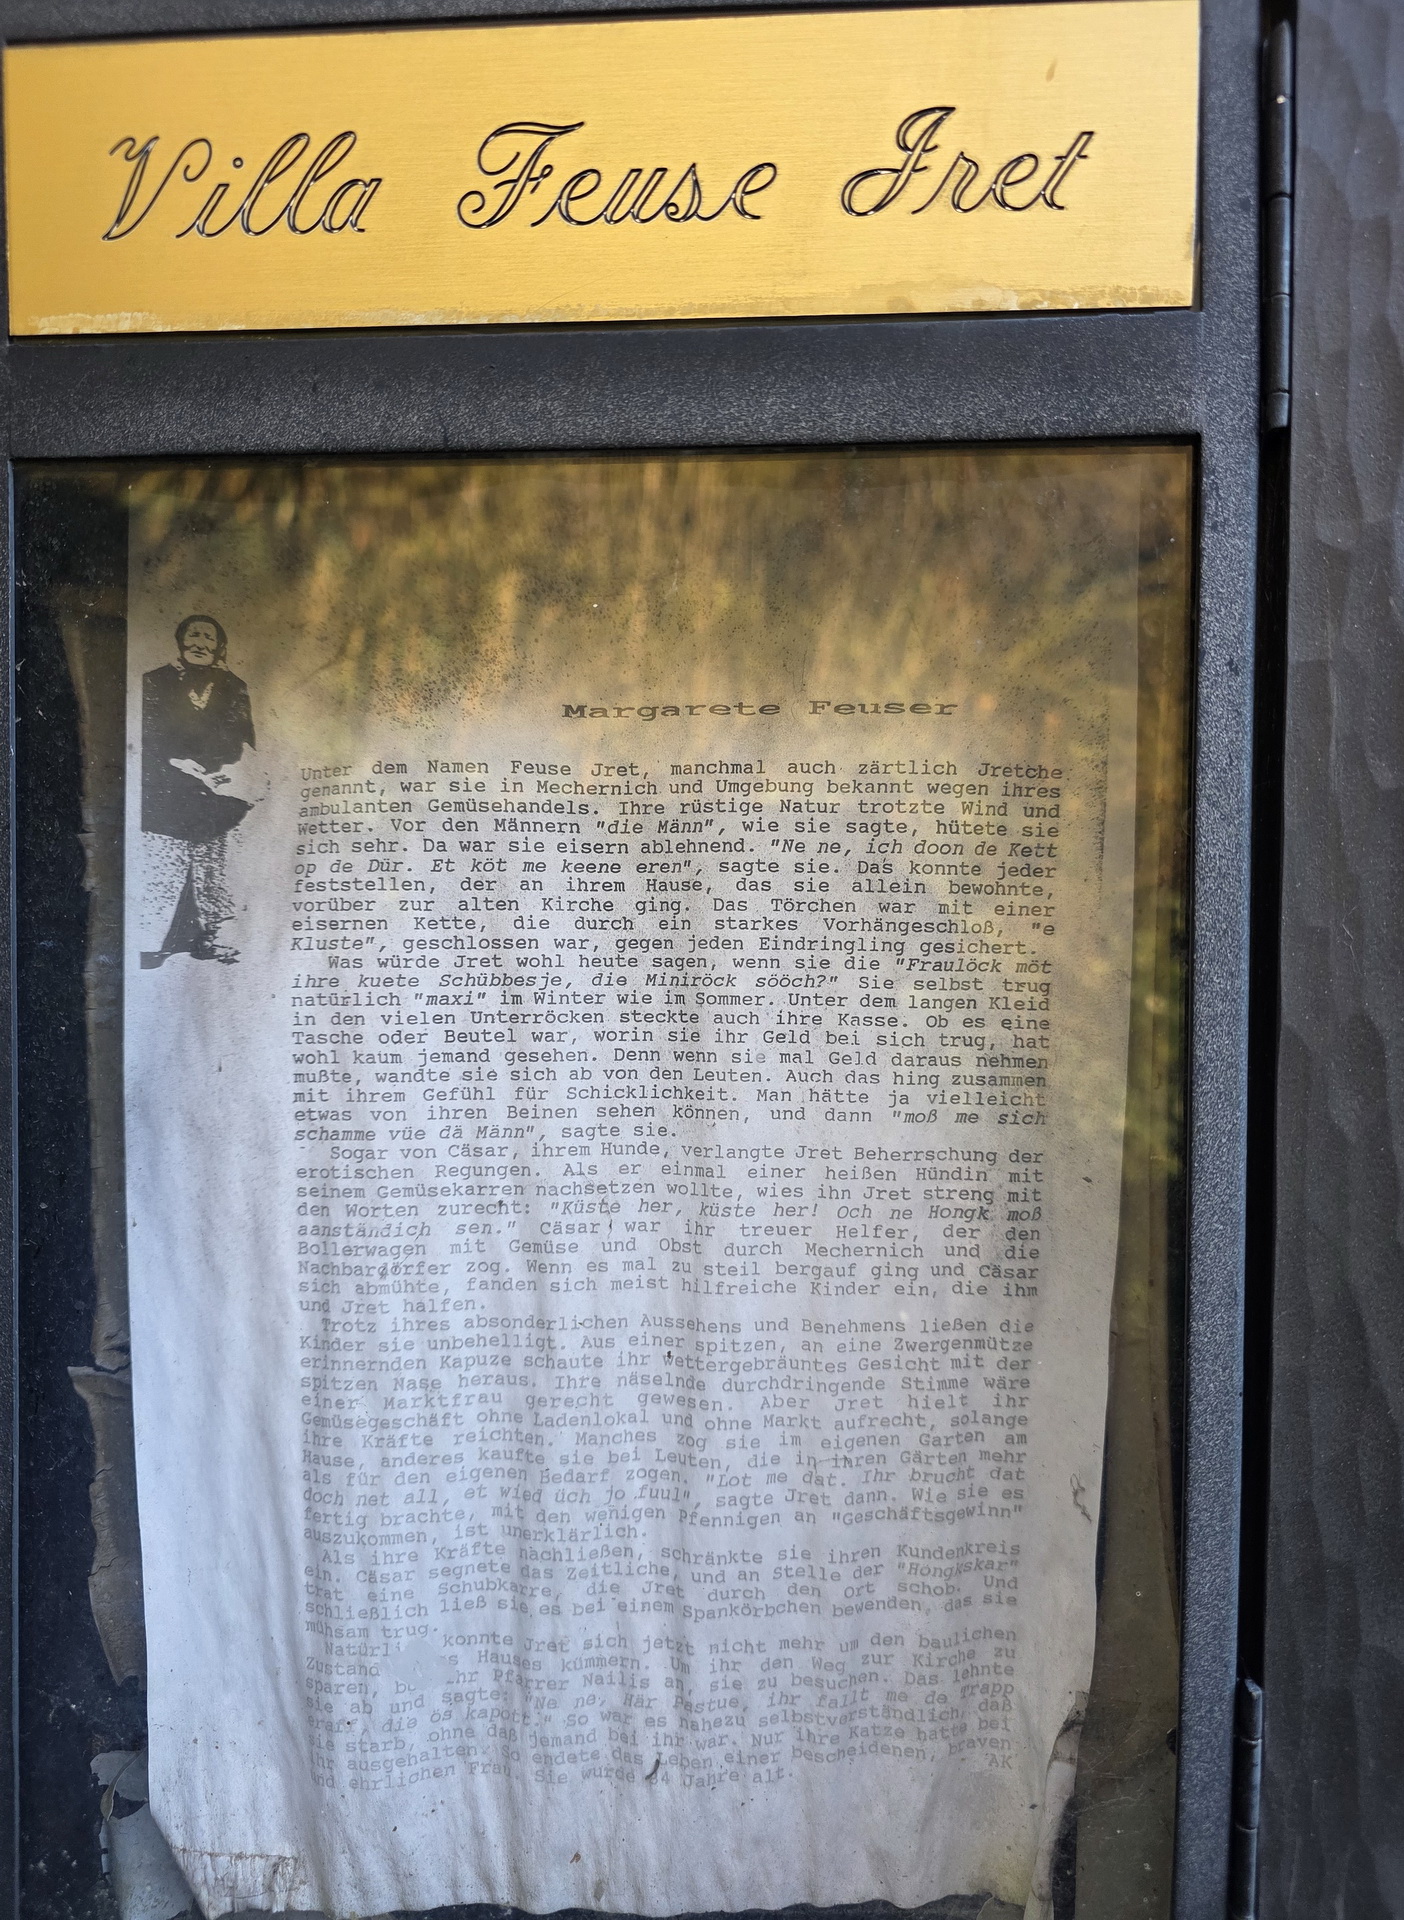 Villa Feuse Jret
Margarete Feuser
Unter dem Namen Feuse Jret, manchmal auch zärtlich Jretche
genannt, war sie in Mechernich und Umgebung bekannt wegen ihres
ambulanten Gemüsehandels. Ihre rüstige Natur trotzte Wind und
Wetter. Vor den Männern "die Männ", wie sie sagte, hütete sie
sich sehr. Da war sie eisern ablehnend. "Ne ne, ich doon de Kett
op de Dür. Et köt me keene eren", sagte sie. Das konnte jeder
feststellen, der an ihrem Hause, das sie allein bewohnte,
vorüber zur alten Kirche ging. Das Törchen war mit einer
eisernen Kette, die durch ein starkes Vorhängeschloß, "e
Kluste", geschlossen war, gegen jeden Eindringling gesichert.
Was würde Jret wohl heute sagen, wenn sie die "Fraulöck möt
ihre kuete Schübbesje, die Miniröck sööch?" Sie selbst trug
natürlich "maxi" im Winter wie im Sommer. Unter dem langen Kleid
in den vielen Unterröcken steckte auch ihre Kasse. Ob es eine
Tasche oder Beutel war, worin sie ihr Geld bei sich trug, hat
wohl kaum jemand gesehen. Denn wenn sie mal Geld daraus nehmen
mußte, wandte sie sich ab von den Leuten. Auch das hing zusammen
mit ihrem Gefühl für Schicklichkeit. Man hätte ja vielleicht
etwas von ihren Beinen sehen können, und dann "moß me sich
schamme vüe dä Männ", sagte sie.
Sogar von Cäsar, ihrem Hunde, verlangte Jret Beherrschung der
erotischen Regungen. Als er einmal einer heißen Hündin mit
seinem Gemüsekarren nachsetzen wollte, wies ihn Jret streng mit
den Worten zurecht: "Küste her, küste her! Och ne Hongk moß
aanständich sen." Cäsar war ihr treuer Helfer, der den
Bollerwagen mit Gemüse und Obst durch Mechernich und die
Nachbardörfer zog. Wenn es mal zu steil bergauf ging und Cäsar
sich abmühte, fanden sich meist hilfreiche Kinder ein, die ihm
und Jret halfen.
Trotz ihres absonderlichen Aussehens und Benehmens ließen die
Kinder sie unbehelligt. Aus einer spitzen, an eine Zwergenmütze
erinnernden Kapuze schaute ihr wettergebräuntes Gesicht mit der
spitzen Nase heraus. Ihre näselnde durchdringende Stimme wäre
einer Marktfrau gerecht gewesen. Aber Jret hielt ihr
Gemüsegeschäft ohne Ladenlokal und ohne Markt aufrecht, solange
ihre Kräfte reichten. Manches zog sie im eigenen Garten am
Hause, anderes kaufte sie bei Leuten, die in ihren Gärten mehr
als für den eigenen Bedarf zogen. "Lot me dat. Ihr brucht dat
doch net all, et wied üch jo fuul", sagte Jret dann. Wie sie es
fertig brachte, mit den wenigen Pfennigen an "Geschäftsgewinn"
auszukommen, ist unerklärlich.
Als ihre Kräfte nachließen, schränkte sie ihren Kundenkreis
ein. Cäsar segnete das Zeitliche, und an Stelle der "Hongkskar"
trat eine Schubkarre, die Jret durch den Ort schob. Und
schließlich ließ sie es bei einem Spankörbchen bewenden, das sie
mühsam trug.
konnte Jret sich jetzt nicht mehr um den baulichen
Zustand Hauses kümmern. Um ihr den Weg zur Kirche zu
sparen, Pfarrer Nailis an, sie zu besuchen. Das lehnte
sie ab und sagte: "Ne ne, Här Pastue, ihr fallt me de Trapp
eraff, die ös kapott." So war es nahezu selbstverständlich, daß
sie starb, ohne daß jemand bei ihr war. Nur ihre Katze hatte bei
ihr ausgehalten. So endete das Leben einer bescheidenen, braven
und ehrlichen Frau. Sie wurde 84 Jahre alt. AK